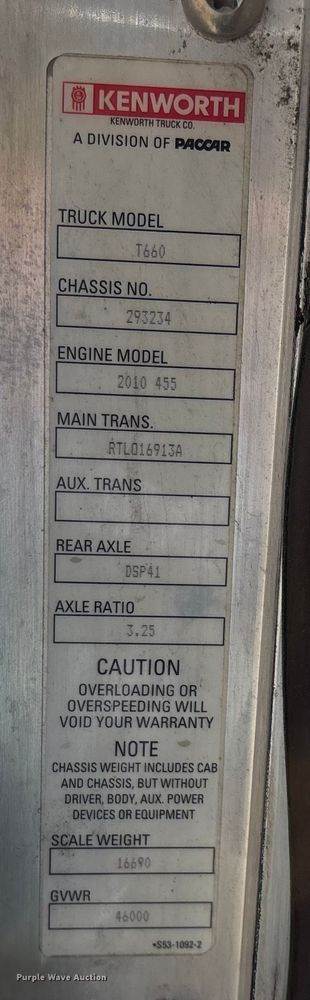 KENWORTH
KENWORTH TRUCK CO.
A DIVISION OF PACCAR
TRUCK MODEL
T660
CHASSIS NO.
293234
ENGINE MODEL
2010 455
MAIN TRANS.
RTLO16913A
AUX. TRANS
REAR AXLE
DSP41
AXLE RATIO
3.25
CAUTION
OVERLOADING OR
OVERSPEEDING WILL
VOID YOUR WARRANTY
NOTE
CHASSIS WEIGHT INCLUDES CAB
AND CHASSIS, BUT WITHOUT
DRIVER, BODY, AUX. POWER
DEVICES OR EQUIPMENT
SCALE WEIGHT
16690
GVWR
46000
•S53-1092-2
Purple Wave Auction